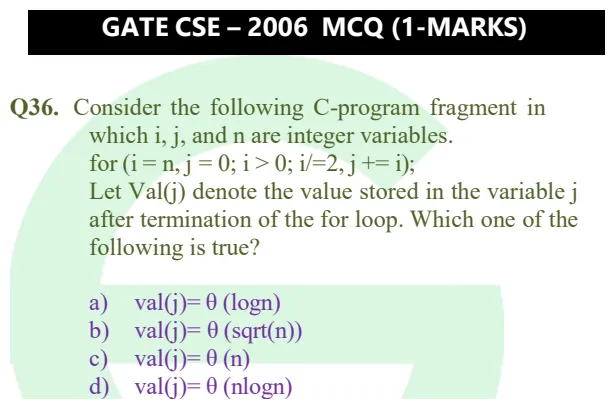 GATE CSE – 2006 MCQ (1-MARKS)
Q36. Consider the following C-program fragment in
which i, j, and n are integer variables.
for (i = n, j = 0; i > 0; i/=2, j += i);
Let Val(j) denote the value stored in the variable j
after termination of the for loop. Which one of the
following is true?
a) val(j)= θ (logn)
b) val(j)= θ (sqrt(n))
c) val(j)= θ (n)
d) val(j)= θ (nlogn)